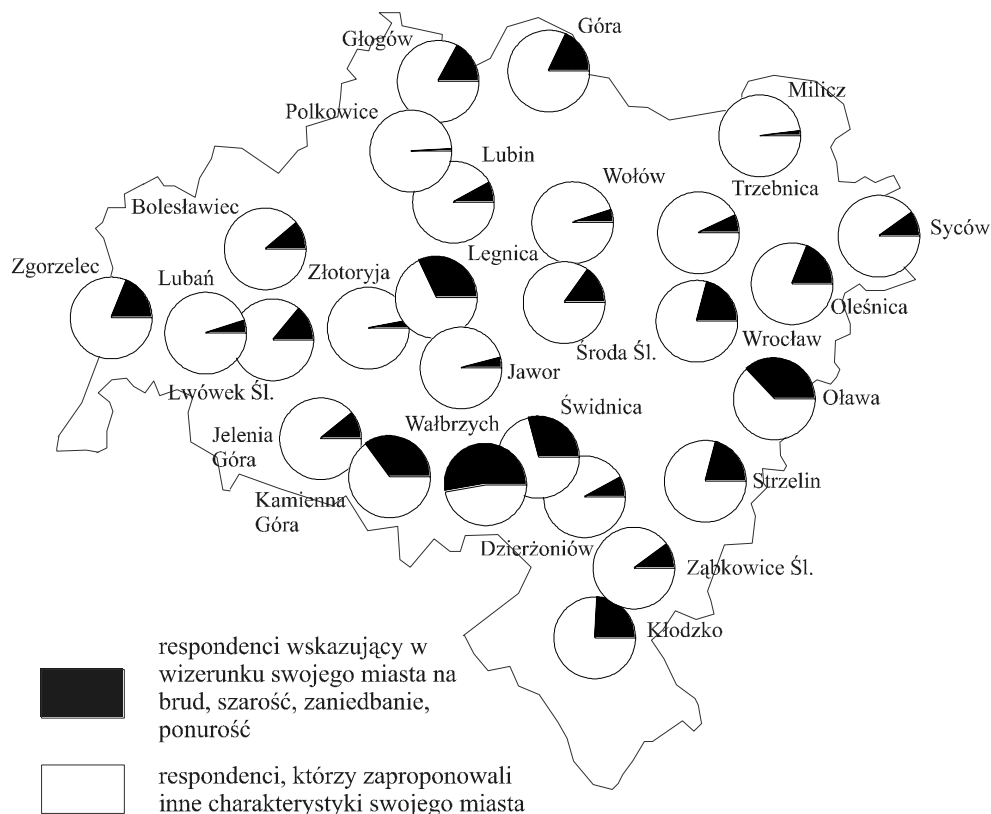 Góra
Głogów
Milicz
Polkowice
Lubin
Wołów
Trzebnica
Bolesławiec
Syców
Legnica
Zgorzelec
Lubań
Złotoryja
Oleśnica
Wrocław
Środa Śl.
Jawor
Lwówek Śl.
Oława
Świdnica
Wałbrzych
Jelenia
Góra
Strzelin
Kamienna
Góra
Dzierżoniów
Ząbkowice Śl.
Kłodzko
respondenci wskazujący w
wizerunku swojego miasta na
brud, szarość, zaniedbanie,
ponurość
respondenci, którzy zaproponowali
inne charakterystyki swojego miasta